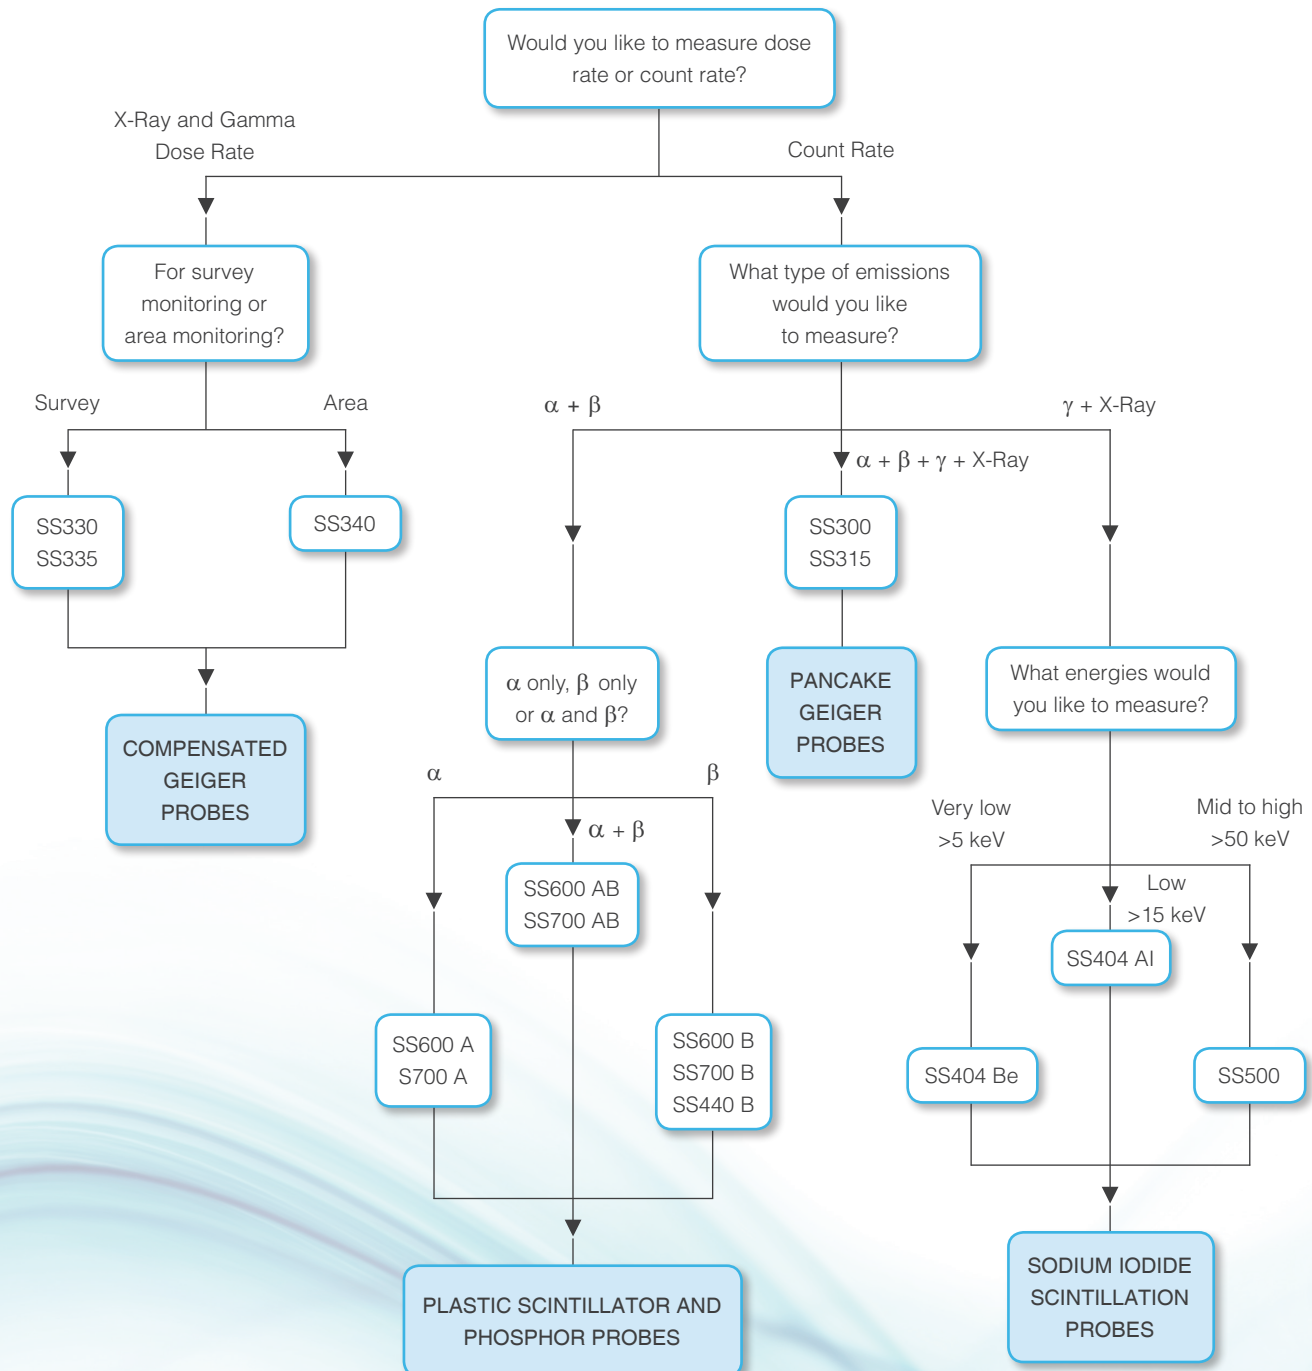 Would you like to measure dose
rate or count rate?
X-Ray and Gamma
Dose Rate
Count Rate
For survey
monitoring or
area monitoring?
What type of emissions
would you like
to measure?
Survey
Area
α + β
α + β + γ + X-Ray
γ + X-Ray
SS330
SS335
SS340
SS300
SS315
α only, β only
or α and β?
PANCAKE
GEIGER
PROBES
What energies would
you like to measure?
COMPENSATED
GEIGER
PROBES
α
α + β
β
Very low
>5 keV
Low
>15 keV
Mid to high
>50 keV
SS600 AB
SS700 AB
SS404 Al
SS600 A
S700 A
SS600 B
SS700 B
SS440 B
SS404 Be
SS500
PLASTIC SCINTILLATOR AND
PHOSPHOR PROBES
SODIUM IODIDE
SCINTILLATION
PROBES